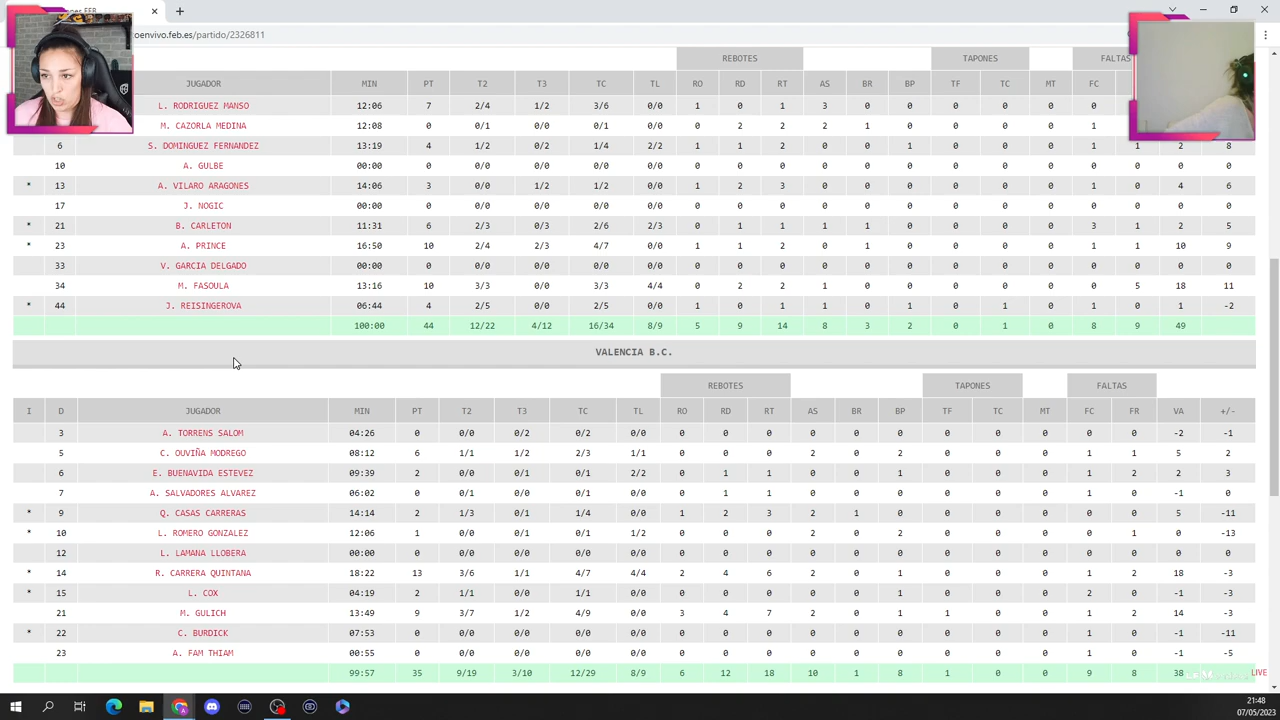 oenvivo.feb.es/partido/2326811
REBOTES TAPONES FALTAS
JUGADOR MIN PT T2 T3 TC TL RO RD RT AS BR BP TF TC MT FC
L. RODRIGUEZ MANSO 12:06 7 2/4 1/2 3/6 0/0 1 0 1 3 0 0 0 0 0 0
M. CAZORLA MEDINA 12:08 0 0/1 0/0 0/1 0/0 0 2 2 2 1 0 0 0 0 1
6 S. DOMINGUEZ FERNANDEZ 13:19 4 1/2 0/2 1/4 2/2 1 1 2 0 0 1 0 0 0 1 1 2 8
10 A. GULBE 00:00 0 0/0 0/0 0/0 0/0 0 0 0 0 0 0 0 0 0 0 0 0 0
* 13 A. VILARO ARAGONES 14:06 3 0/0 1/2 1/2 0/0 1 2 3 0 0 0 0 0 0 1 0 4 6
17 J. NOGIC 00:00 0 0/0 0/0 0/0 0/0 0 0 0 0 0 0 0 0 0 0 0 0 0
* 21 B. CARLETON 11:31 6 2/3 0/3 2/6 2/3 0 1 1 1 1 0 0 0 0 3 1 2 5
* 23 A. PRINCE 16:50 10 2/4 2/3 4/7 0/0 1 1 2 0 1 0 0 0 0 1 1 10 9
33 V. GARCIA DELGADO 00:00 0 0/0 0/0 0/0 0/0 0 0 0 0 0 0 0 0 0 0 0 0 0
34 M. FASOULA 13:16 10 3/3 0/0 3/3 4/4 0 2 2 1 0 0 0 0 0 0 5 18 11
* 44 J. REISINGEROVA 06:44 4 2/5 0/0 2/5 0/0 1 0 1 1 0 1 0 1 0 1 0 1 -2
100:00 44 12/22 4/12 16/34 8/9 5 9 14 8 3 2 0 1 0 8 9 49
VALENCIA B.C.
REBOTES TAPONES FALTAS
I D JUGADOR MIN PT T2 T3 TC TL RO RD RT AS BR BP TF TC MT FC FR VA +/-
3 A. TORRENS SALOM 04:26 0 0/0 0/2 0/2 0/0 0 0 0 0 0 0 0 0 0 0 0 -2 -1
5 C. OUVIÑA MODREGO 08:12 6 1/1 1/2 2/3 1/1 0 0 0 2 0 2 0 0 0 1 1 5 2
6 E. BUENAVIDA ESTEVEZ 09:39 2 0/0 0/1 0/1 2/2 0 1 1 0 0 1 0 0 0 1 1 2 3
7 A. SALVADORES ALVAREZ 06:02 0 0/1 0/0 0/1 0/0 0 1 1 0 0 0 0 0 0 1 0 -1 0
* 9 Q. CASAS CARRERAS 14:14 2 1/3 0/1 1/4 0/0 1 2 3 2 1 0 0 0 0 0 0 5 -11
* 10 L. ROMERO GONZALEZ 12:06 1 0/0 0/1 0/1 1/2 0 0 0 2 0 2 0 0 0 0 1 0 -13
12 L. LAMANA LLOBERA 00:00 0 0/0 0/0 0/0 0/0 0 0 0 0 0 0 0 0 0 0 0 0 0
* 14 R. CARRERA QUINTANA 18:22 13 3/6 1/1 4/7 4/4 2 4 6 2 0 1 0 0 0 1 2 18 -3
* 15 L. COX 04:19 2 1/1 0/0 1/1 0/0 0 0 0 0 0 1 0 0 0 2 0 -1 -3
21 M. GULICH 13:49 9 3/7 1/2 4/9 0/0 3 4 7 2 0 1 1 0 0 1 2 14 -3
* 22 C. BURDICK 07:53 0 0/0 0/0 0/0 0/0 0 0 0 0 0 0 0 0 0 1 0 -1 -11
23 A. FAM THIAM 00:55 0 0/0 0/0 0/0 0/0 0 0 0 0 0 0 0 0 0 1 0 -1 -5
99:57 35 9/19 3/10 12/29 8/9 6 12 18 10 1 8 1 0 0 9 8 38 LIVE
21:48
07/05/2023